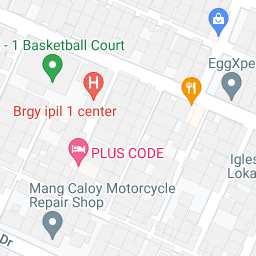 - 1 Basketball Court
EggXpe
H
Brgy ipil 1 center
PLUS CODE
Igles
Loka
Mang Caloy Motorcycle
Repair Shop
Dr